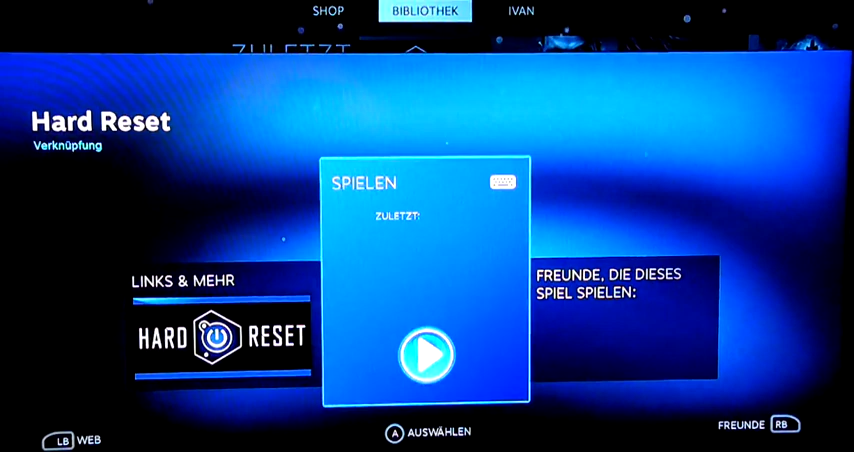 SHOP
BIBLIOTHEK
IVAN
ZULETZT
Hard Reset
Verknüpfung
SPIELEN
ZULETZT:
LINKS & MEHR
HARD RESET
FREUNDE, DIE DIESES
SPIEL SPIELEN:
LB WEB
A AUSWÄHLEN
FREUNDE RB